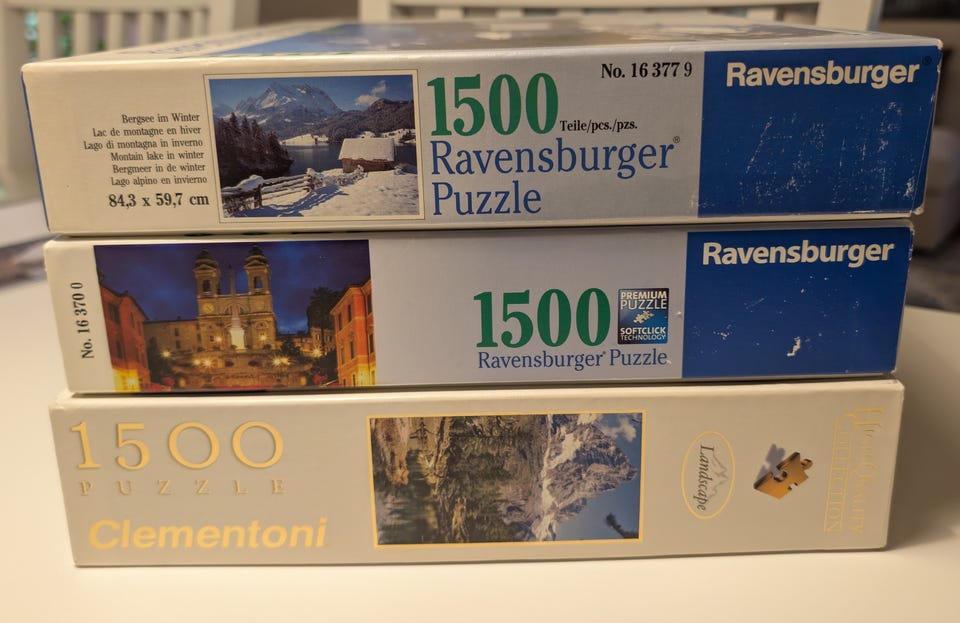 Bergsee im Winter
Lac de montagne en hiver
Lago di montagna in inverno
Montain lake in winter
Bergmeer in de winter
Lago alpino en invierno
84,3 x 59,7 cm
1500
Teile/pcs./pzs.
Ravensburger®
Puzzle
No. 16 377 9
Ravensburger®
No. 16 370 0
1500
Ravensburger® Puzzle
PREMIUM
PUZZLE
SOFTCLICK
TECHNOLOGY
Ravensburger
1500
PUZZLE
Clementoni
Landscape
High Quality
COLLECTION